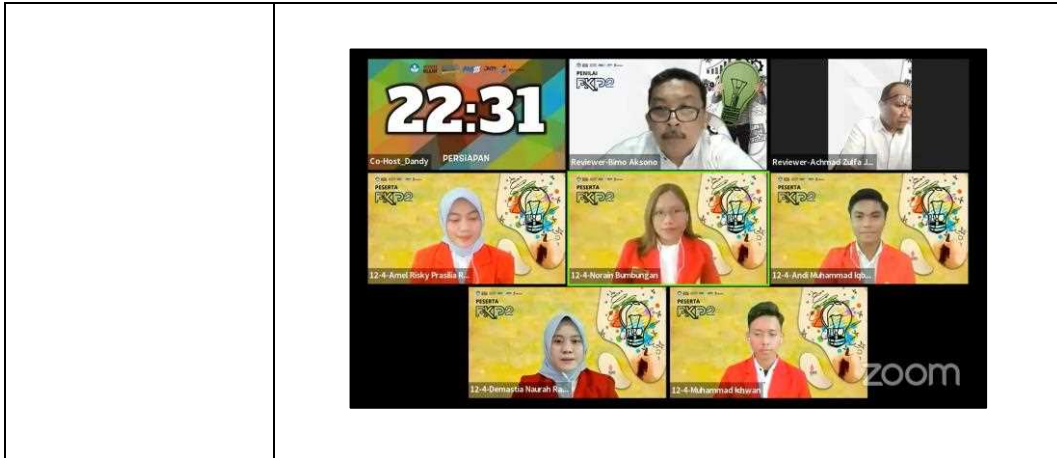 22:31
PERSIAPAN
Co-Host_Dandy
PENILAI
PKP2
Reviewer-Bimo Aksono
Reviewer-Achmad Zulfa J...
PESERTA
PKP2
12-4-Amel Risky Prasilia R...
PESERTA
PKP2
12-4-Norain Bumbungan
PESERTA
PKP2
12-4-Andi Muhammad Iqb...
PESERTA
PKP2
12-4-Demastia Naurah Ra...
PESERTA
PKP2
12-4-Muhammad Ikhwan
zoom